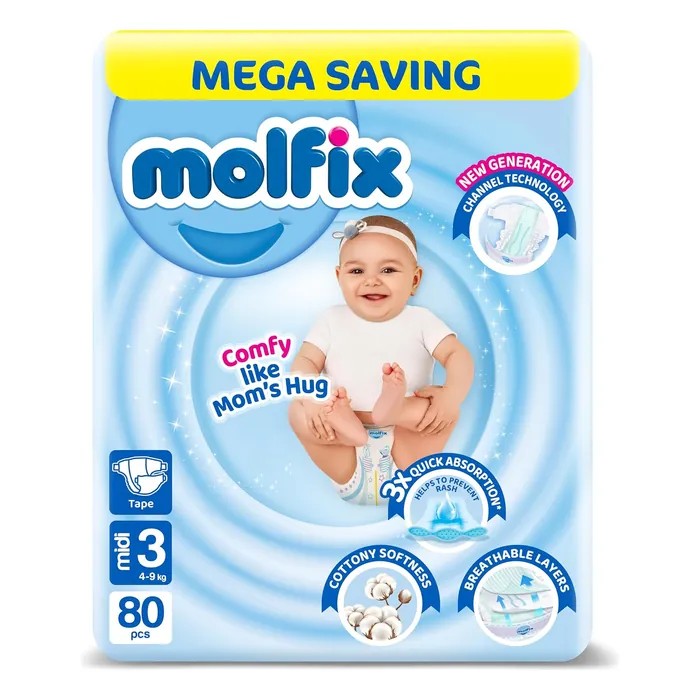 MEGA SAVING
molfix
NEW GENERATION
CHANNEL TECHNOLOGY
Comfy
like
Mom's Hug
3X QUICK ABSORPTION*
HELPS TO PREVENT
RASH
Tape
midi 3
4-9 kg
80
pcs
COTTONY SOFTNESS
BREATHABLE LAYERS
molfix